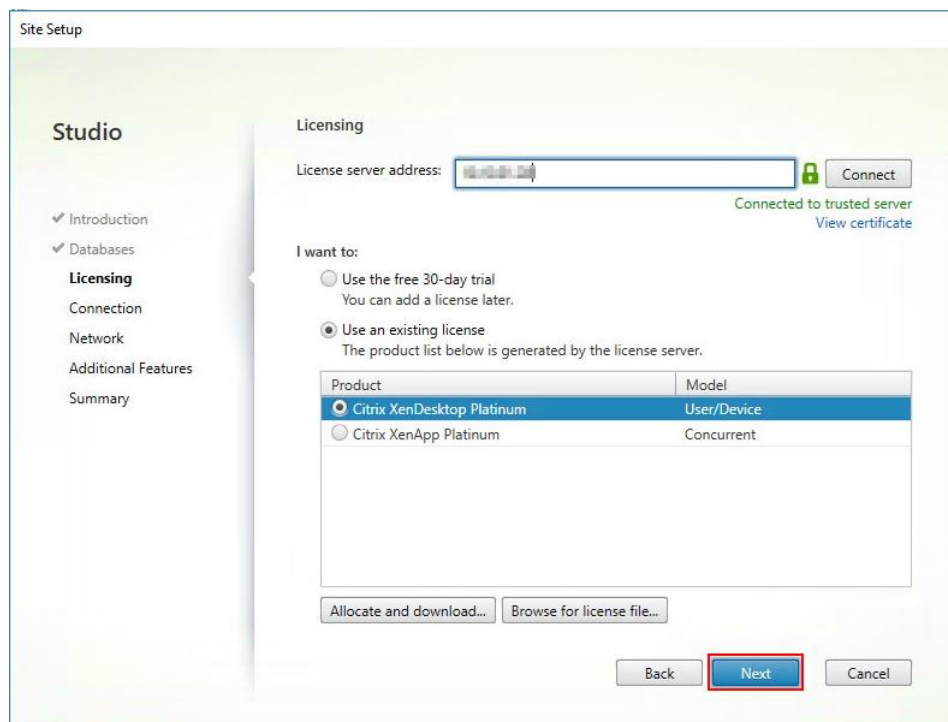 Site Setup
Studio
Introduction
Databases
Licensing
Connection
Network
Additional Features
Summary
Licensing
License server address:
Connect
Connected to trusted server
View certificate
I want to:
Use the free 30-day trial
You can add a license later.
Use an existing license
The product list below is generated by the license server.
Product Model
Citrix XenDesktop Platinum User/Device
Citrix XenApp Platinum Concurrent
Allocate and download... Browse for license file...
Back Next Cancel